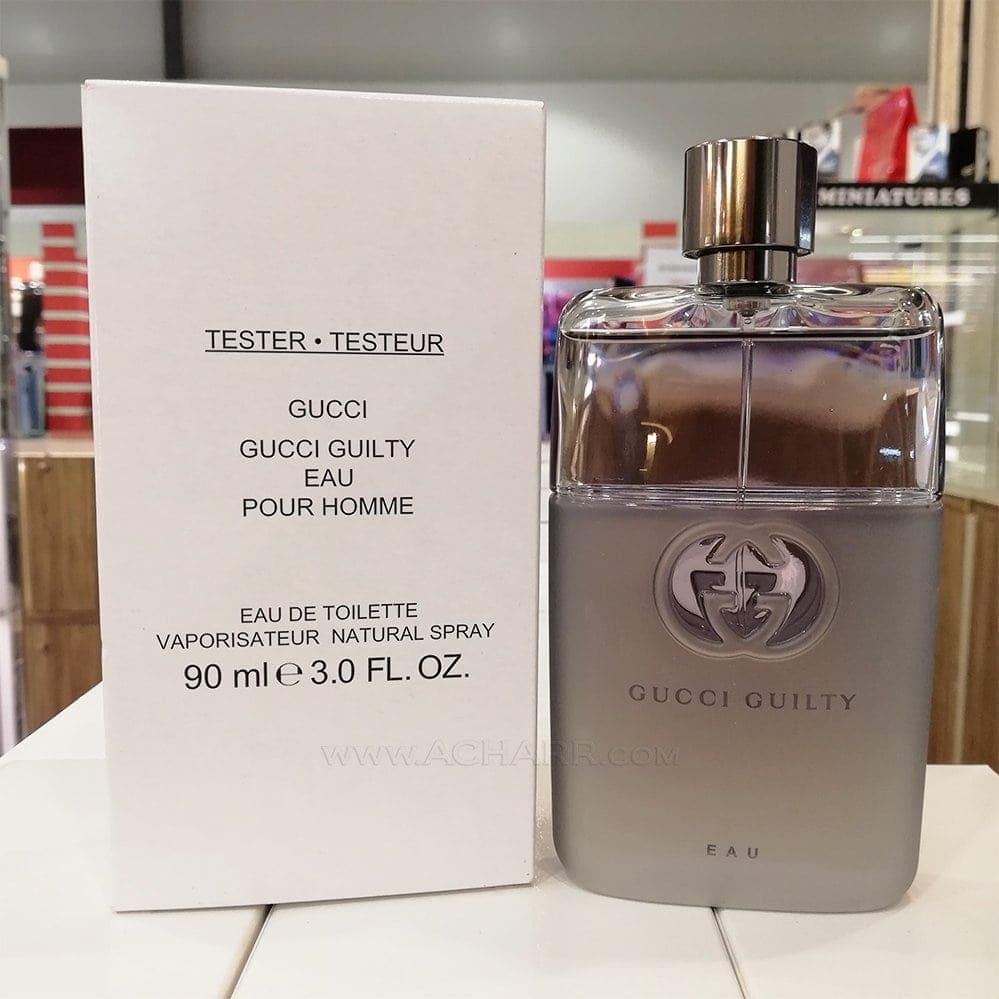 TESTER • TESTEUR
GUCCI
GUCCI GUILTY
EAU
POUR HOMME
EAU DE TOILETTE
VAPORISATEUR NATURAL SPRAY
90 ml ℮ 3.0 FL. OZ.
MINIATURES
GUCCI GUILTY
EAU
WWW.ACHARR.COM